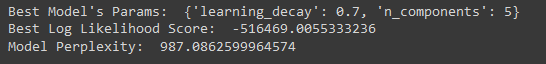 Best Model's Params:  {'learning_decay': 0.7, 'n_components': 5}
Best Log Likelihood Score:  -516469.0055333236
Model Perplexity:  987.0862599964574